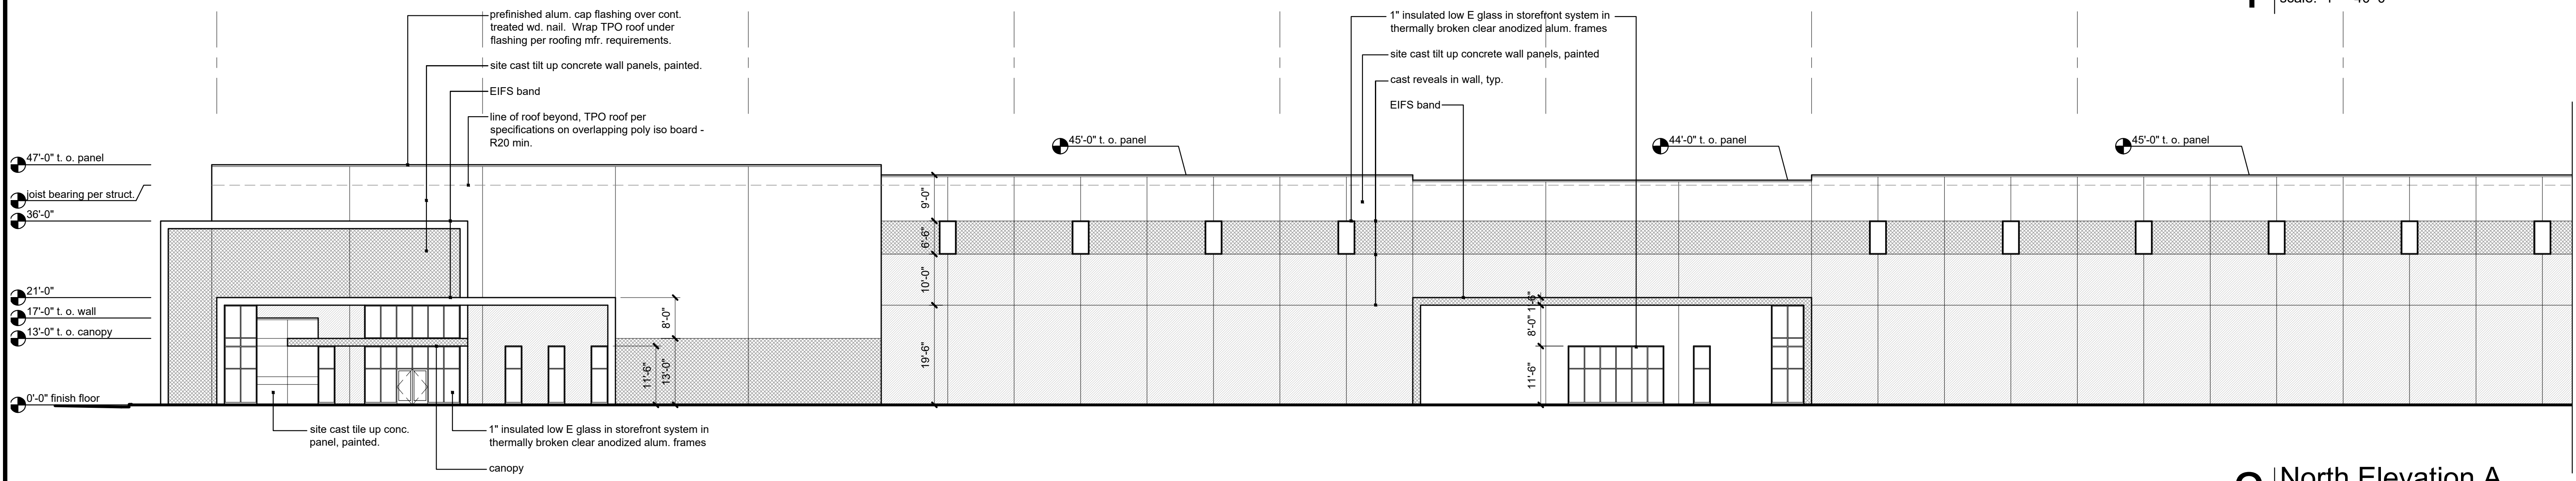 prefinished alum. cap flashing over cont.
treated wd. nail. Wrap TPO roof under
flashing per roofing mfr. requirements.
site cast tilt up concrete wall panels, painted.
EIFS band
line of roof beyond, TPO roof per
specifications on overlapping poly iso board -
R20 min.
1" insulated low E glass in storefront system in
thermally broken clear anodized alum. frames
site cast tilt up concrete wall panels, painted
cast reveals in wall, typ.
EIFS band
45'-0" t. o. panel
44'-0" t. o. panel
45'-0" t. o. panel
47'-0" t. o. panel
joist bearing per struct.
36'-0"
21'-0"
17'-0" t. o. wall
13'-0" t. o. canopy
0'-0" finish floor
8'-0"
11'-6"
13'-0"
9'-0"
6'-6"
10'-0"
19'-6"
1'-6"
8'-0"
11'-6"
site cast tile up conc.
panel, painted.
1" insulated low E glass in storefront system in
thermally broken clear anodized alum. frames
canopy
North Elevation A